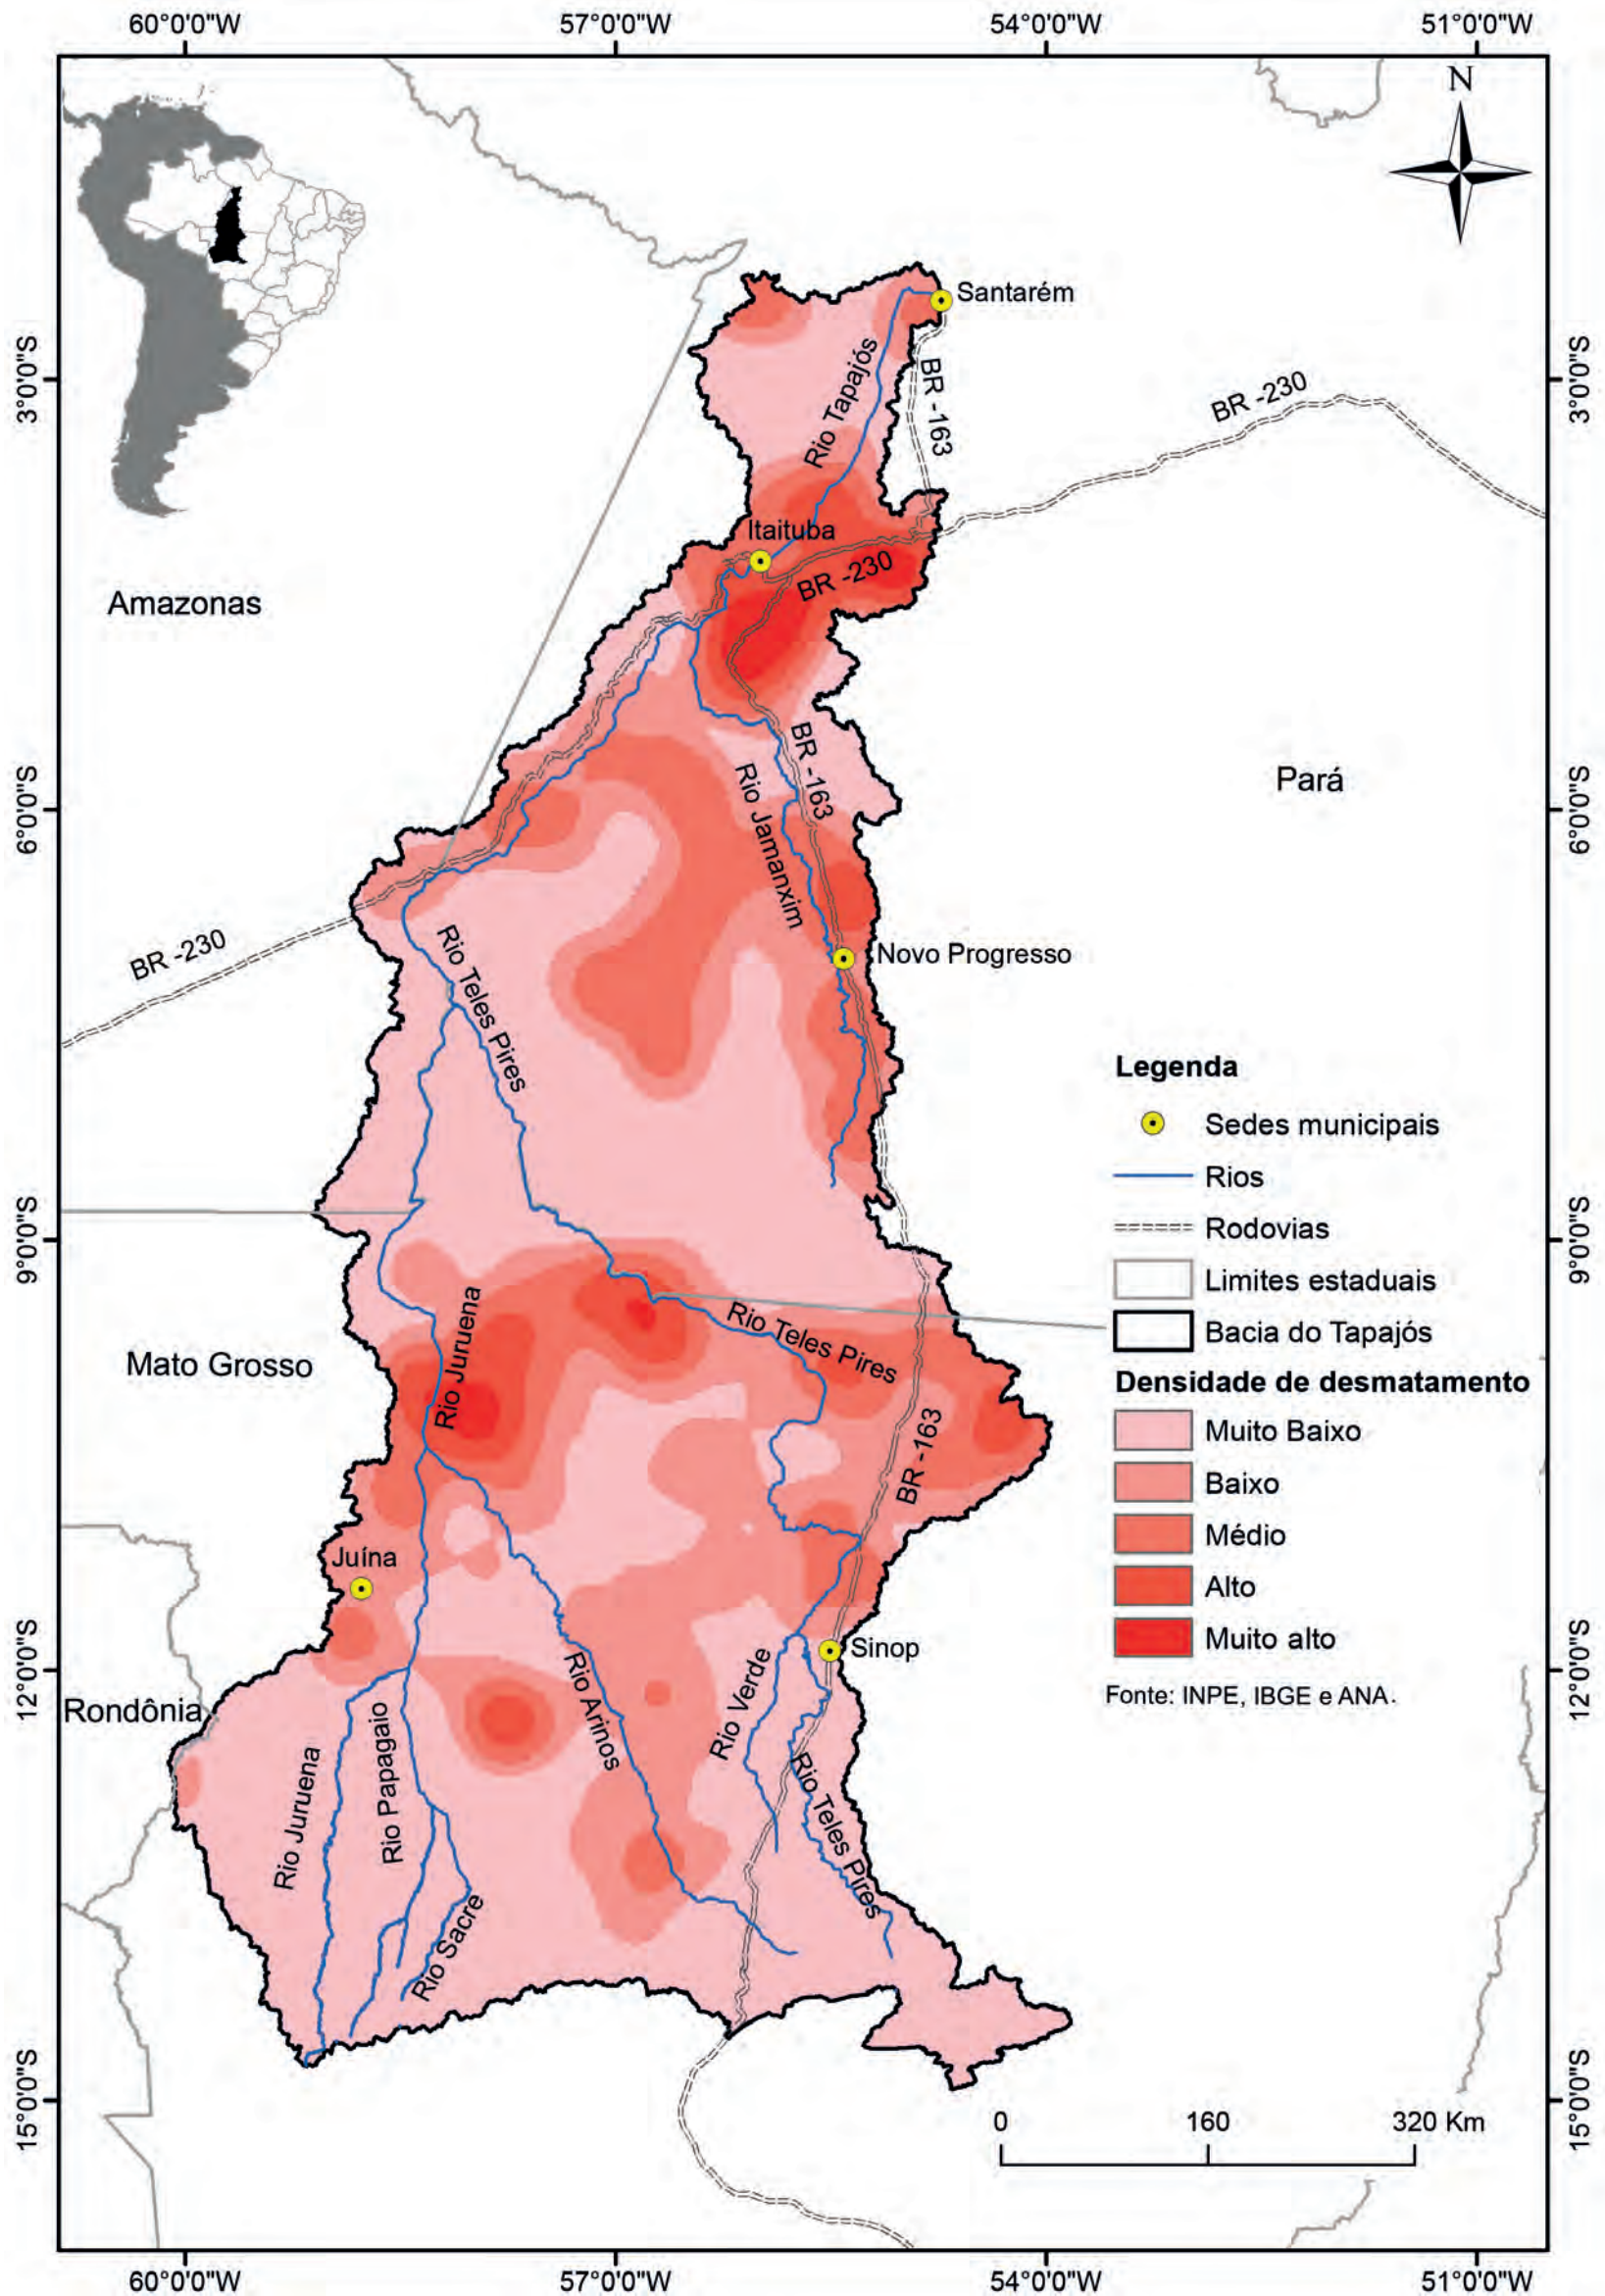 60°0'0"W
57°0'0"W
54°0'0"W
51°0'0"W
N
Santarém
3°0'0"S
3°0'0"S
Rio Tapajós
BR -163
BR -230
Itaituba
BR -230
Amazonas
Pará
BR -163
Rio Jamanxim
6°0'0"S
6°0'0"S
BR -230
Rio Teles Pires
Novo Progresso
Legenda
Sedes municipais
Rios
Rodovias
Limites estaduais
Bacia do Tapajós
Densidade de desmatamento
Muito Baixo
Baixo
Médio
Alto
Muito alto
Fonte: INPE, IBGE e ANA.
9°0'0"S
9°0'0"S
Rio Juruena
Rio Teles Pires
Mato Grosso
BR -163
Juína
Sinop
12°0'0"S
12°0'0"S
Rondônia
Rio Juruena
Rio Papagaio
Rio Sacre
Rio Arinos
Rio Verde
Rio Teles Pires
15°0'0"S
15°0'0"S
0
160
320 Km
60°0'0"W
57°0'0"W
54°0'0"W
51°0'0"W